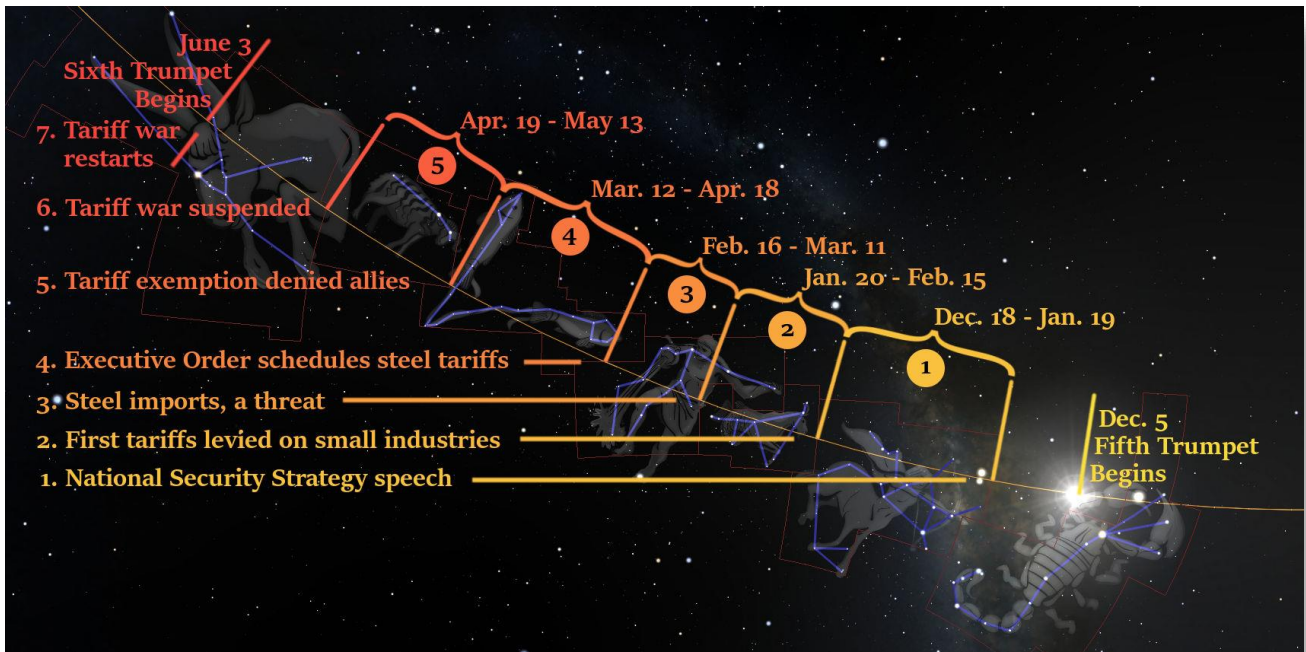 June 3
Sixth Trumpet
Begins
7. Tariff war
restarts
Apr. 19 - May 13
5
Mar. 12 - Apr. 18
6. Tariff war suspended
4
Feb. 16 - Mar. 11
5. Tariff exemption denied allies
3
Jan. 20 - Feb. 15
2
Dec. 18 - Jan. 19
4. Executive Order schedules steel tariffs
1
3. Steel imports, a threat
2. First tariffs levied on small industries
1. National Security Strategy speech
Dec. 5
Fifth Trumpet
Begins